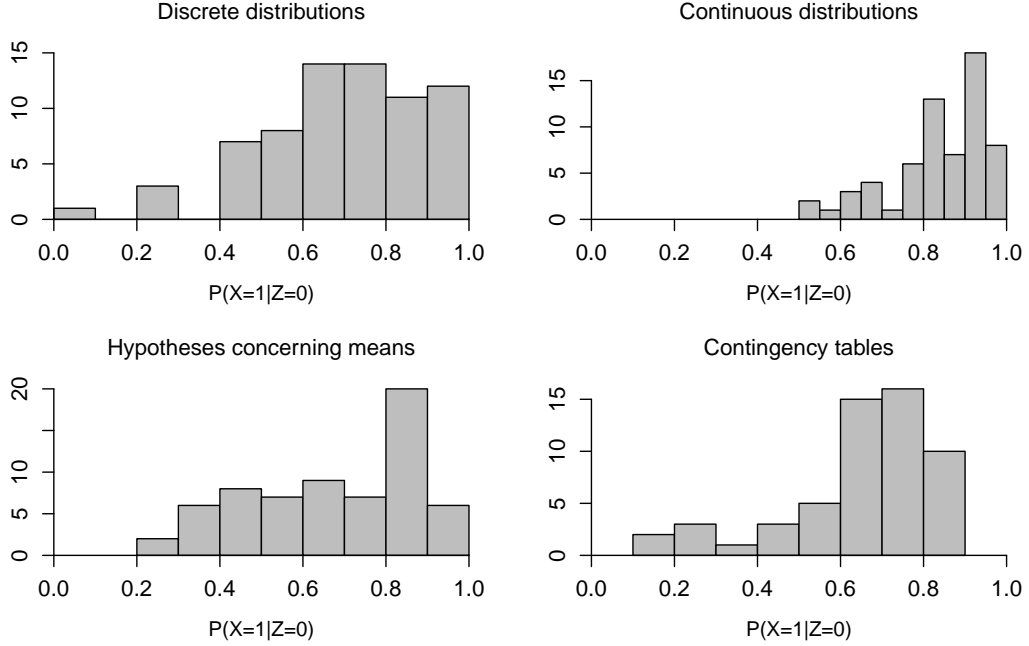 Discrete distributions
15
10
5
0
0.0 0.2 0.4 0.6 0.8 1.0
P(X=1|Z=0)
Continuous distributions
15
10
5
0
0.0 0.2 0.4 0.6 0.8 1.0
P(X=1|Z=0)
Hypotheses concerning means
20
10
5
0
0.0 0.2 0.4 0.6 0.8 1.0
P(X=1|Z=0)
Contingency tables
15
10
5
0
0.0 0.2 0.4 0.6 0.8 1.0
P(X=1|Z=0)